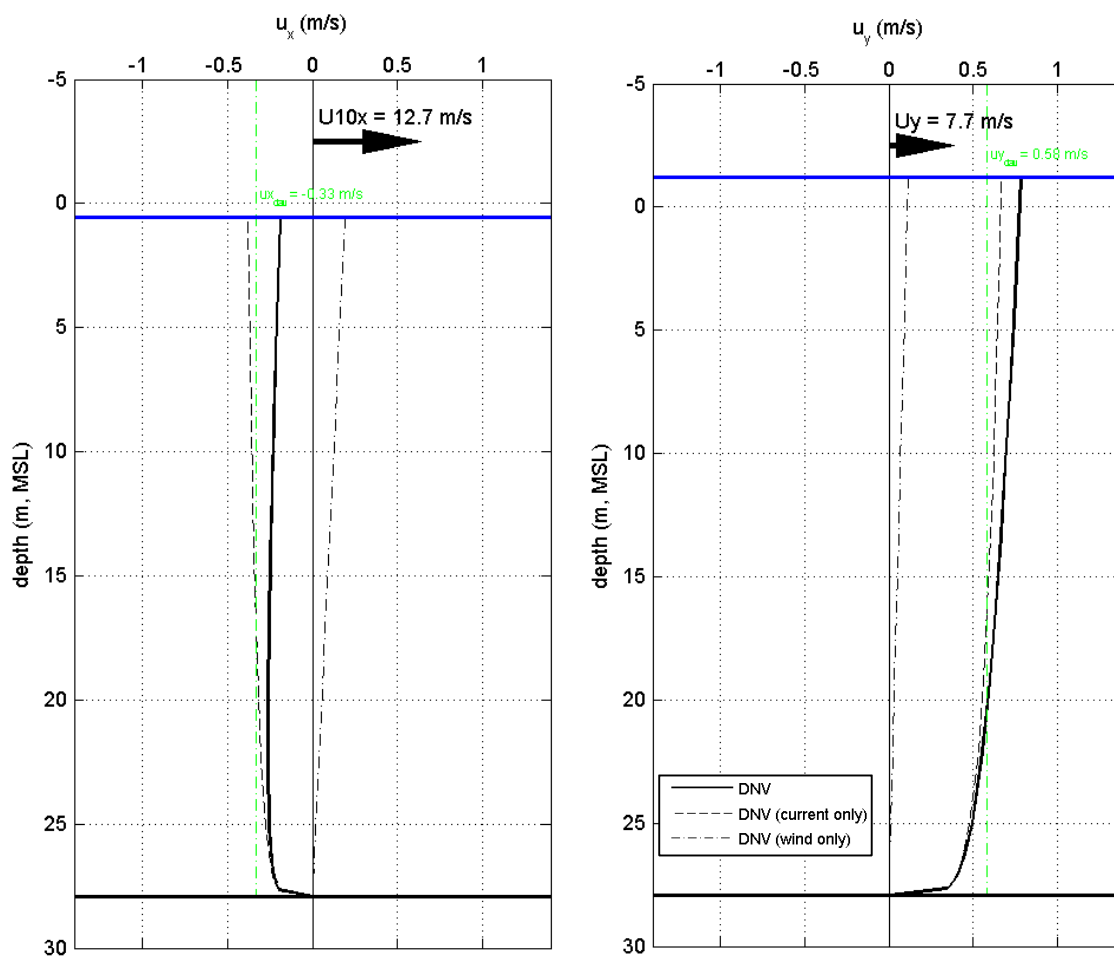 u_x (m/s)
-1 -0.5 0 0.5 1
-5
0
5
10
15
20
25
30
depth (m, MSL)
U10x = 12.7 m/s
= -0.33 m/s
u_y (m/s)
-1 -0.5 0 0.5 1
-5
0
5
10
15
20
25
30
depth (m, MSL)
Uy = 7.7 m/s
= 0.58 m/s
DNV
DNV (current only)
DNV (wind only)